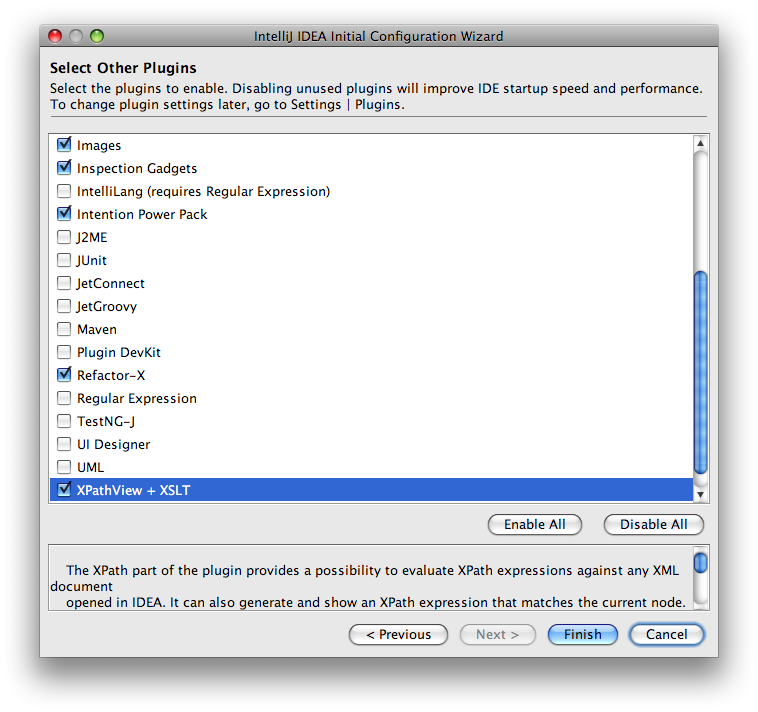 IntelliJ IDEA Initial Configuration Wizard
Select Other Plugins
Select the plugins to enable. Disabling unused plugins will improve IDE startup speed and performance.
To change plugin settings later, go to Settings | Plugins.
Images
Inspection Gadgets
IntelliLang (requires Regular Expression)
Intention Power Pack
J2ME
JUnit
JetConnect
JetGroovy
Maven
Plugin DevKit
Refactor-X
Regular Expression
TestNG-J
UI Designer
UML
XPathView + XSLT
Enable All Disable All
The XPath part of the plugin provides a possibility to evaluate XPath expressions against any XML
document
opened in IDEA. It can also generate and show an XPath expression that matches the current node.
< Previous Next > Finish Cancel